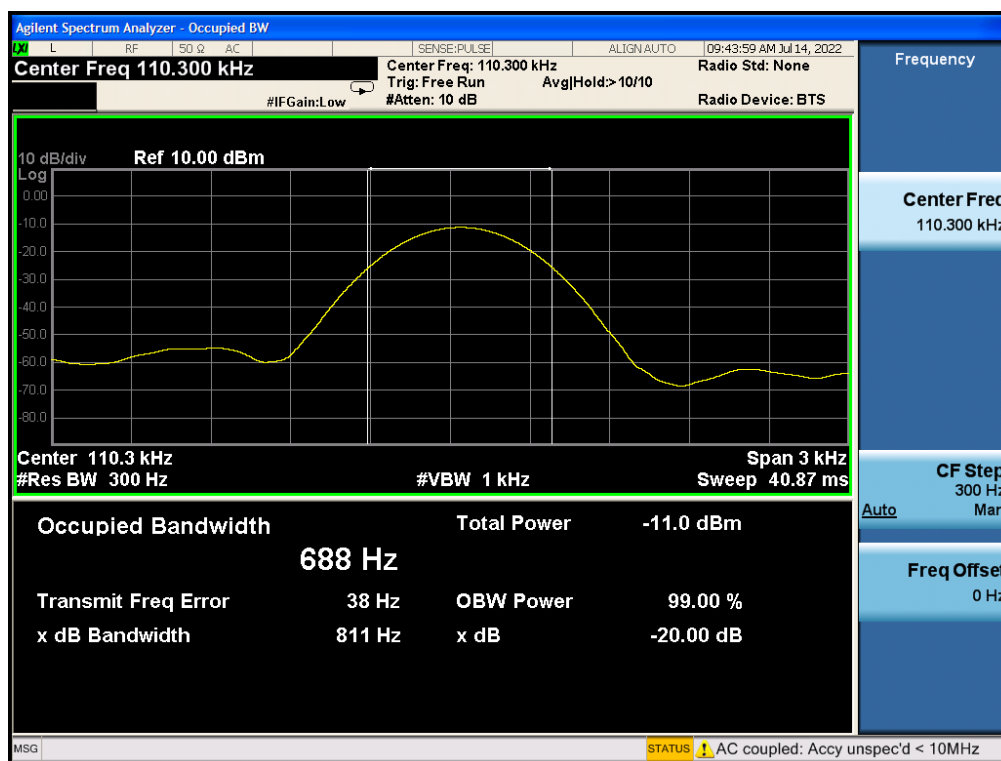 Agilent Spectrum Analyzer - Occupied BW
LXI L RF 50 Ω AC SENSE:PULSE ALIGN AUTO 09:43:59 AM Jul 14, 2022
Center Freq 110.300 kHz
Center Freq: 110.300 kHz
Radio Std: None
Trig: Free Run Avg|Hold:>10/10
#IFGain:Low
#Atten: 10 dB
Radio Device: BTS
10 dB/div Ref 10.00 dBm
Log
0.00
-10.0
-20.0
-30.0
-40.0
-50.0
-60.0
-70.0
-80.0
Center 110.3 kHz Span 3 kHz
#Res BW 300 Hz #VBW 1 kHz Sweep 40.87 ms
Occupied Bandwidth Total Power -11.0 dBm
688 Hz
Transmit Freq Error 38 Hz OBW Power 99.00 %
x dB Bandwidth 811 Hz x dB -20.00 dB
Frequency
Center Freq
110.300 kHz
CF Step
300 Hz
Auto Man
Freq Offset
0 Hz
MSG STATUS AC coupled: Accy unspec'd < 10MHz